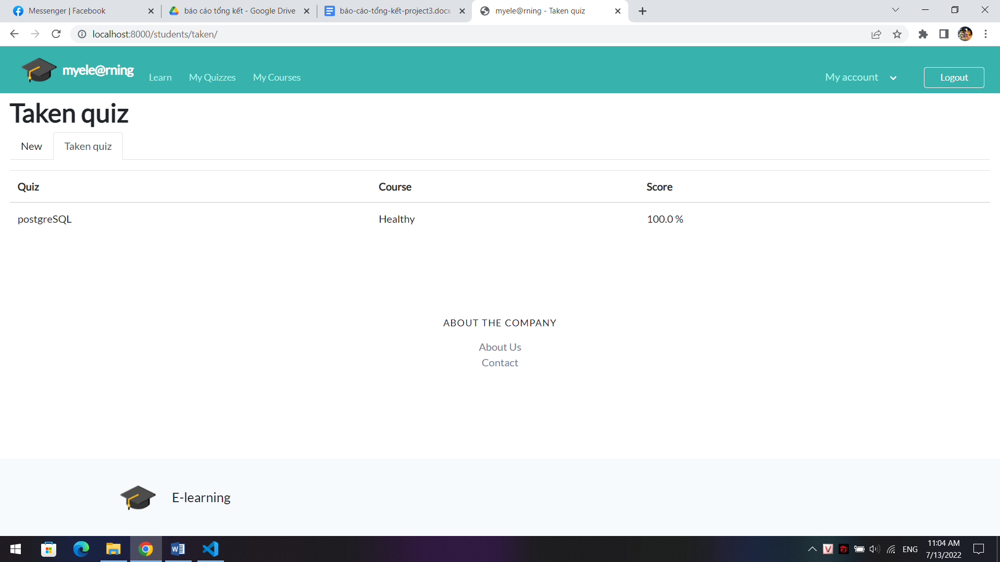 Messenger | Facebook
báo cáo tổng kết - Google Drive
báo-cáo-tổng-kết-project3.docx
myele@rning - Taken quiz
localhost:8000/students/taken/
myele@rning
Learn
My Quizzes
My Courses
My account
Logout
Taken quiz
New
Taken quiz
Quiz Course Score
postgreSQL Healthy 100.0 %
ABOUT THE COMPANY
About Us
Contact
E-learning
ENG
11:04 AM
7/13/2022